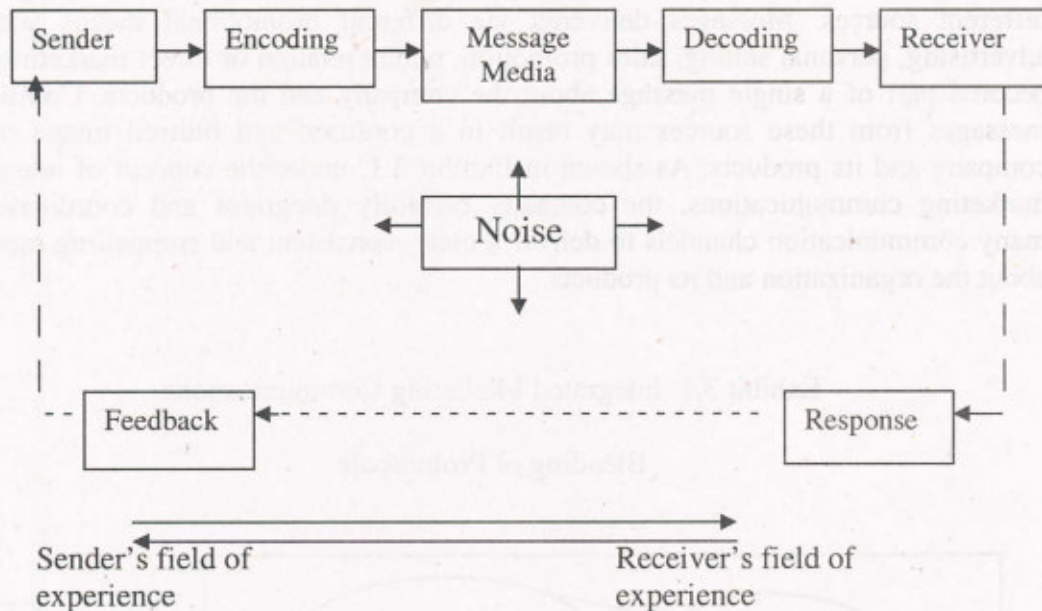 Sender
Encoding
Message
Media
Decoding
Receiver
Noise
Feedback
Response
Sender's field of
experience
Receiver's field of
experience